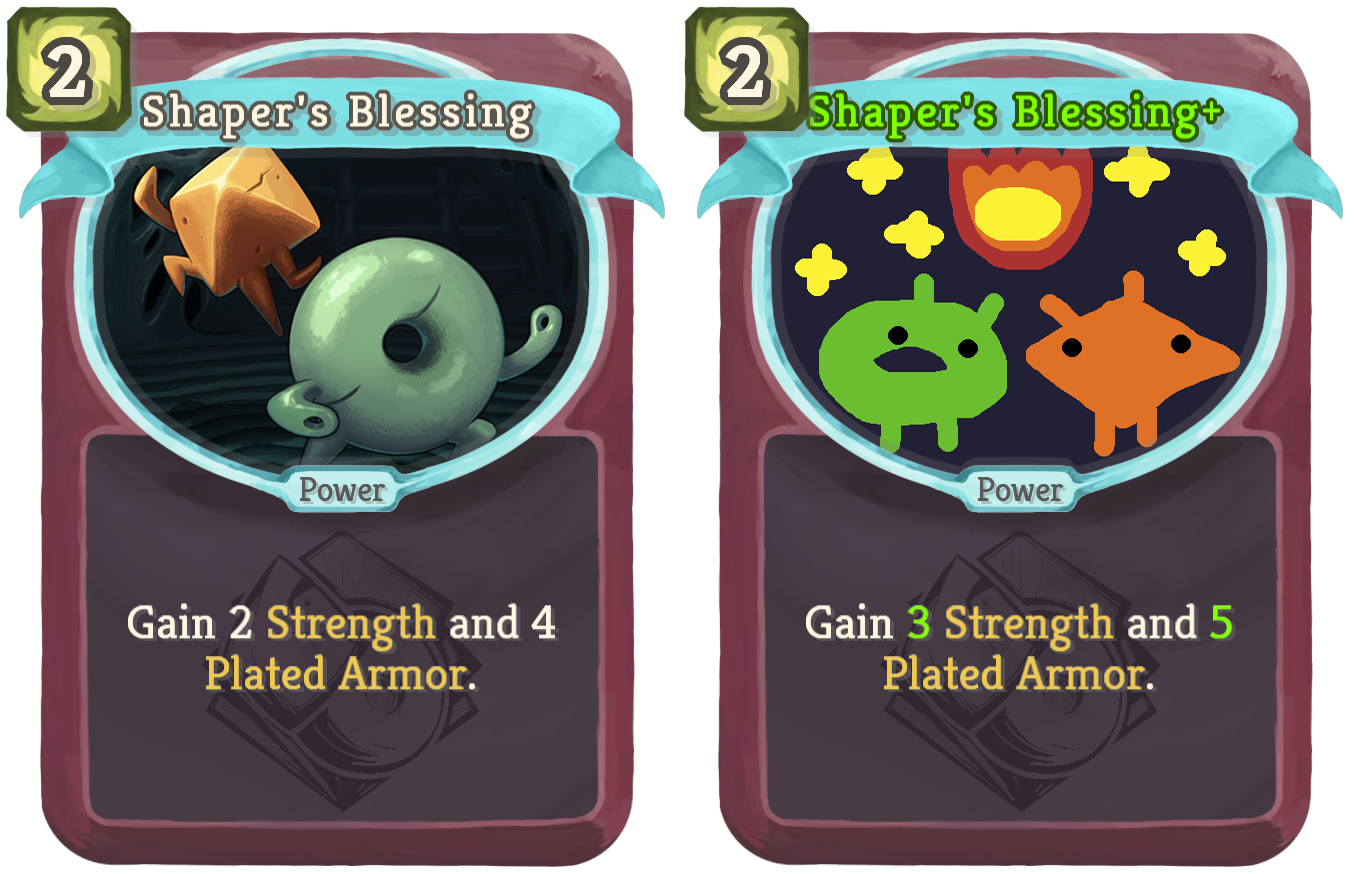 2
Shaper's Blessing
Power
Gain 2 Strength and 4
Plated Armor.
2
Shaper's Blessing+
Power
Gain 3 Strength and 5
Plated Armor.